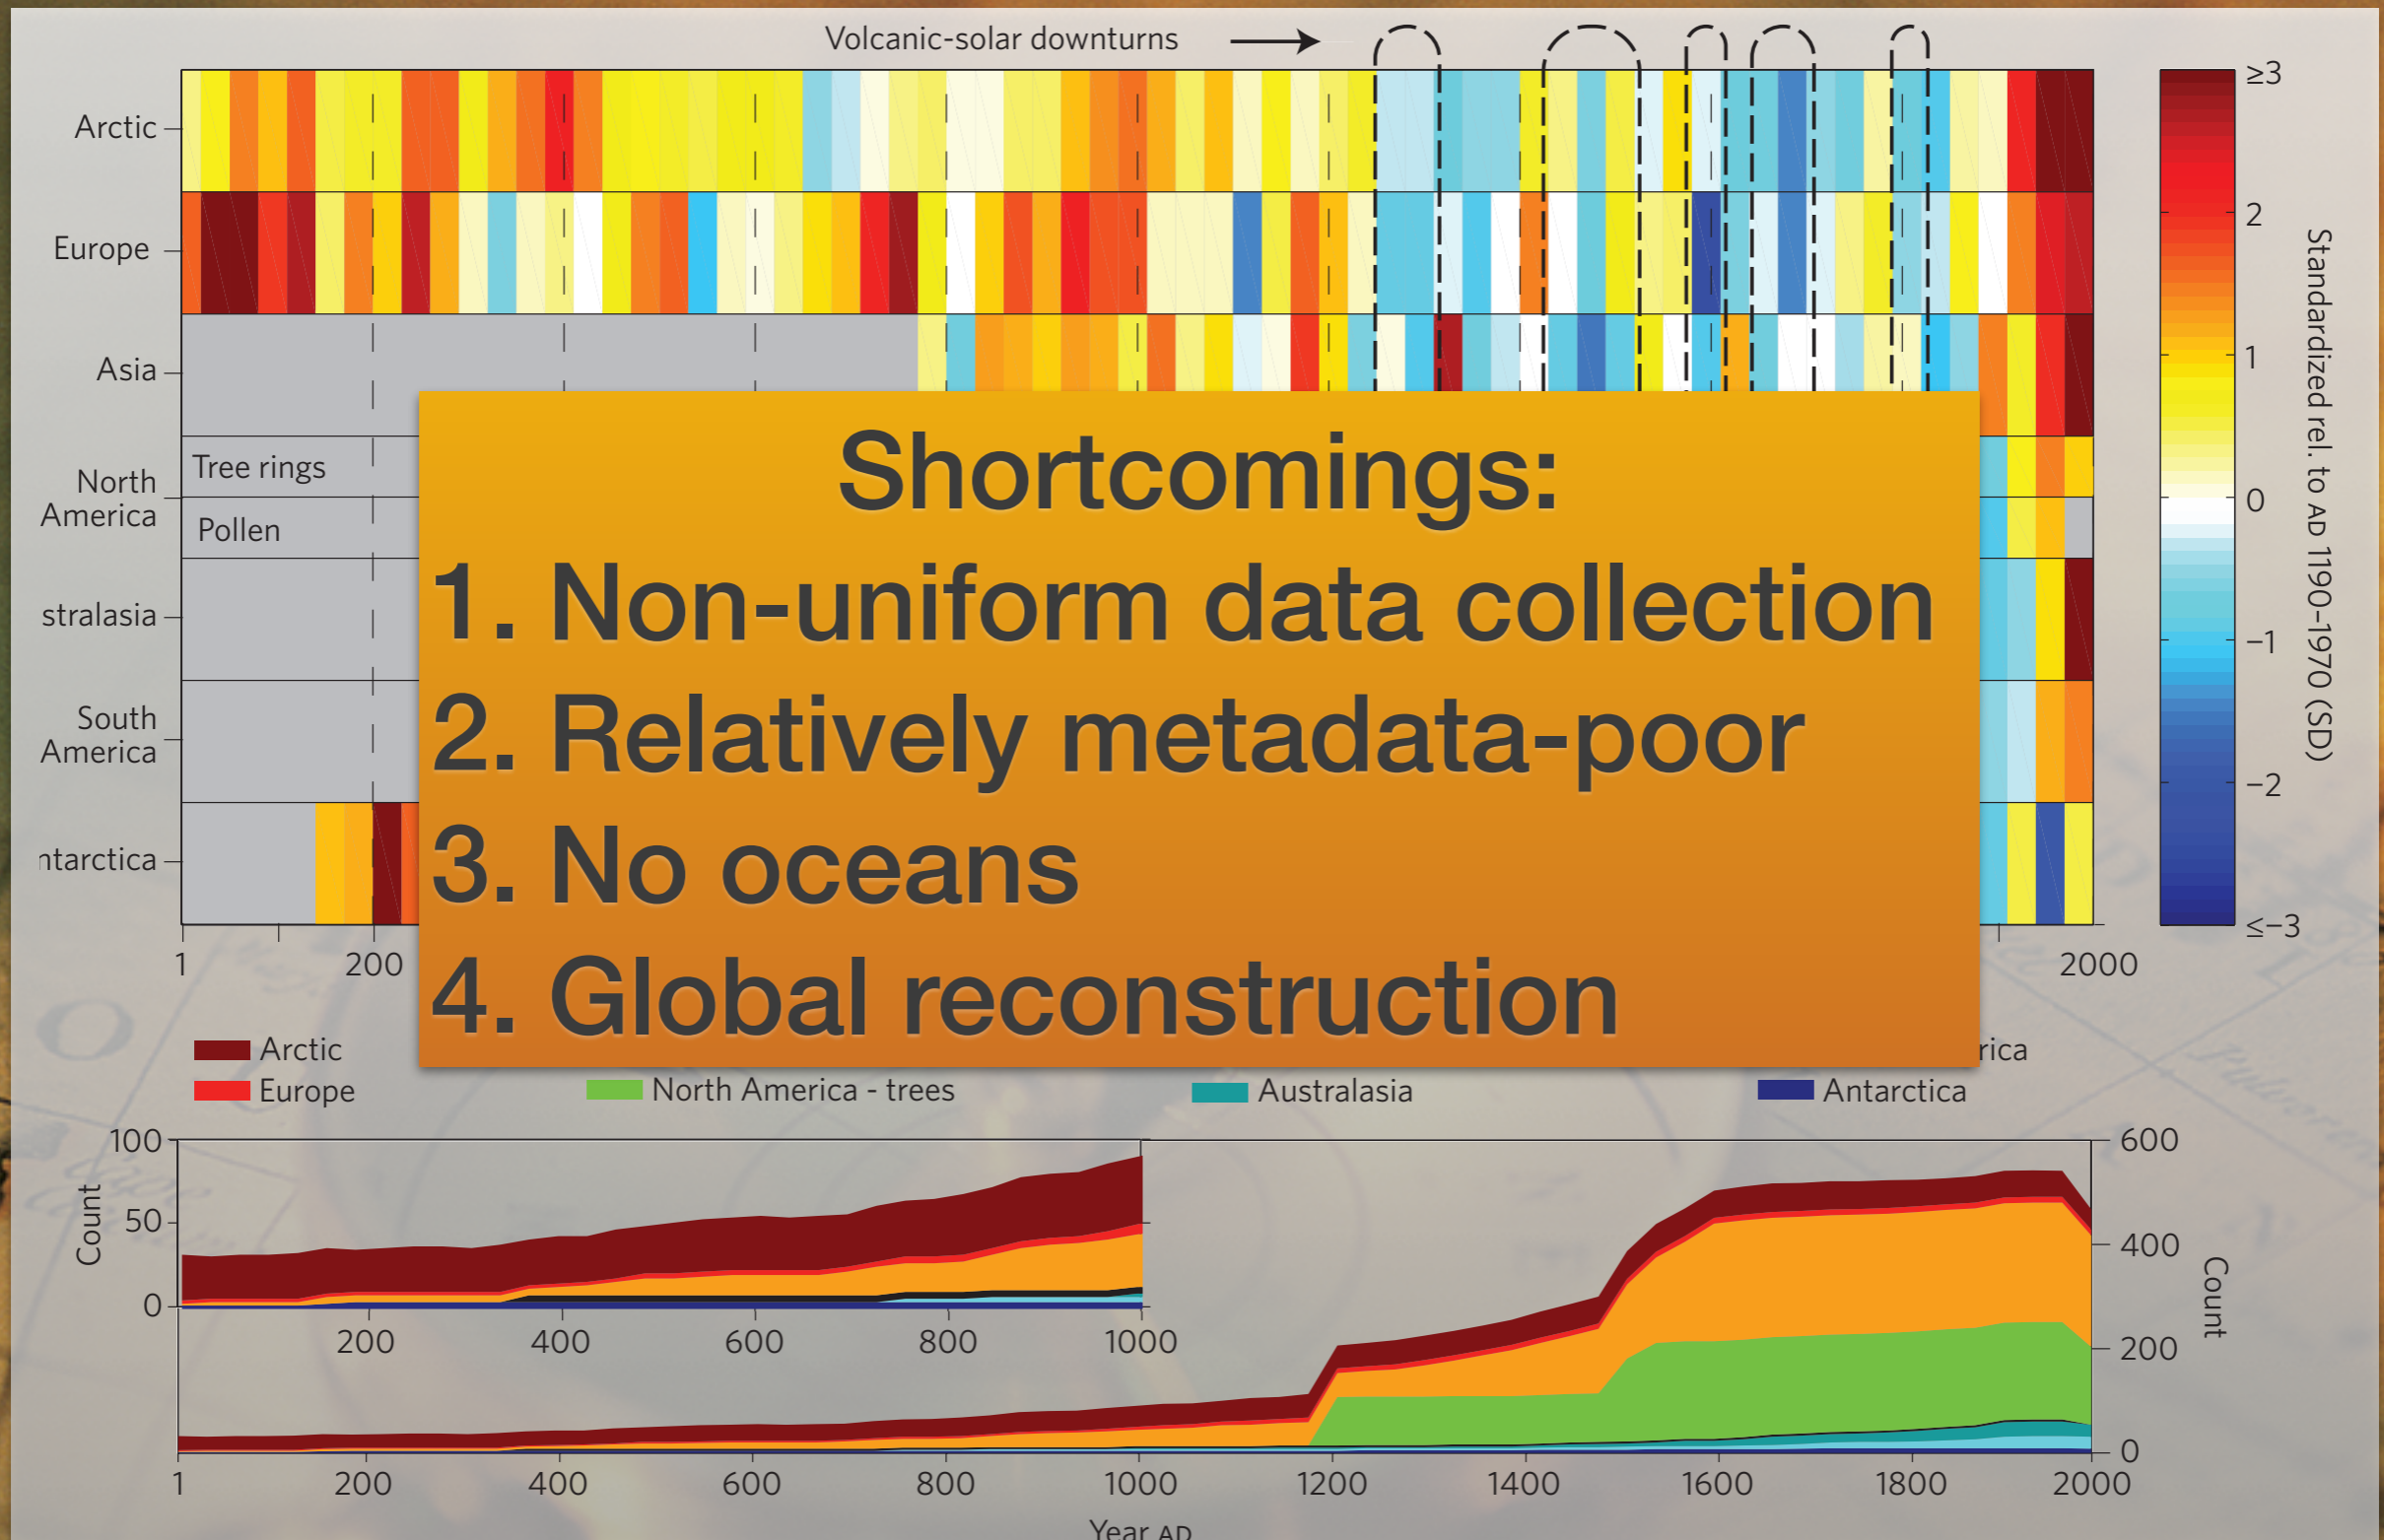 Volcanic-solar downturns
Arctic
Europe
Asia
North
America
Tree rings
Pollen
stralasia
South
America
ntarctica
1
200
2000
≥3
2
1
0
−1
−2
≤−3
Standardized rel. to AD 1190–1970 (SD)
Shortcomings:
1. Non-uniform data collection
2. Relatively metadata-poor
3. No oceans
4. Global reconstruction
Arctic
rica
Europe
North America - trees
Australasia
Antarctica
100
50
0
Count
200
400
600
800
1000
600
400
200
0
Count
1
200
400
600
800
1000
1200
1400
1600
1800
2000
Year AD